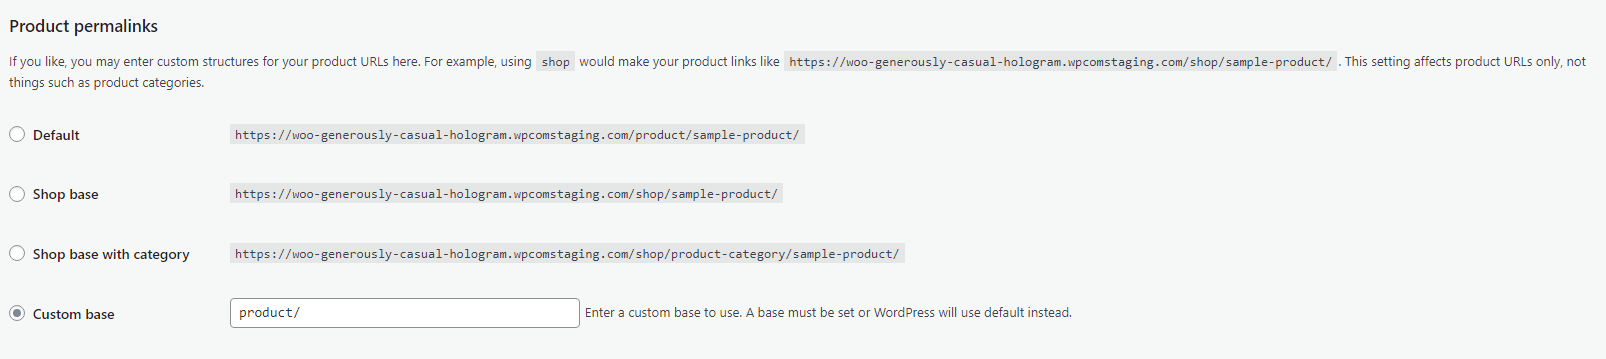 Product permalinks
If you like, you may enter custom structures for your product URLs here. For example, using shop would make your product links like https://woo-generously-casual-hologram.wpcomstaging.com/shop/sample-product/ . This setting affects product URLs only, not
things such as product categories.
Default https://woo-generously-casual-hologram.wpcomstaging.com/product/sample-product/
Shop base https://woo-generously-casual-hologram.wpcomstaging.com/shop/sample-product/
Shop base with category https://woo-generously-casual-hologram.wpcomstaging.com/shop/product-category/sample-product/
Custom base product/ Enter a custom base to use. A base must be set or WordPress will use default instead.